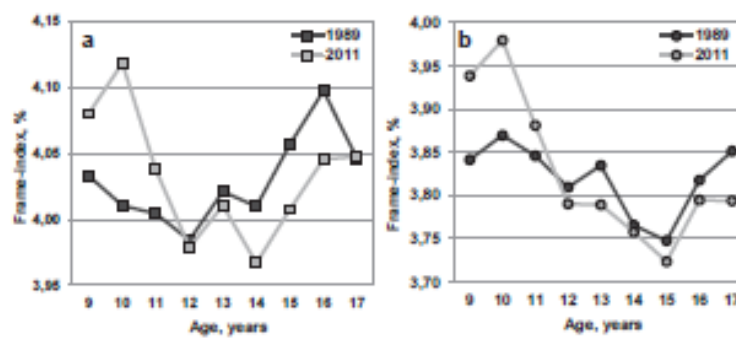 a
1989
2011
4,15
4,10
4,05
4,00
3,95
Frame-index, %
9 10 11 12 13 14 15 16 17
Age, years
b
1989
2011
4,00
3,95
3,90
3,85
3,80
3,75
3,70
Frame-index, %
9 10 11 12 13 14 15 16 17
Age, years